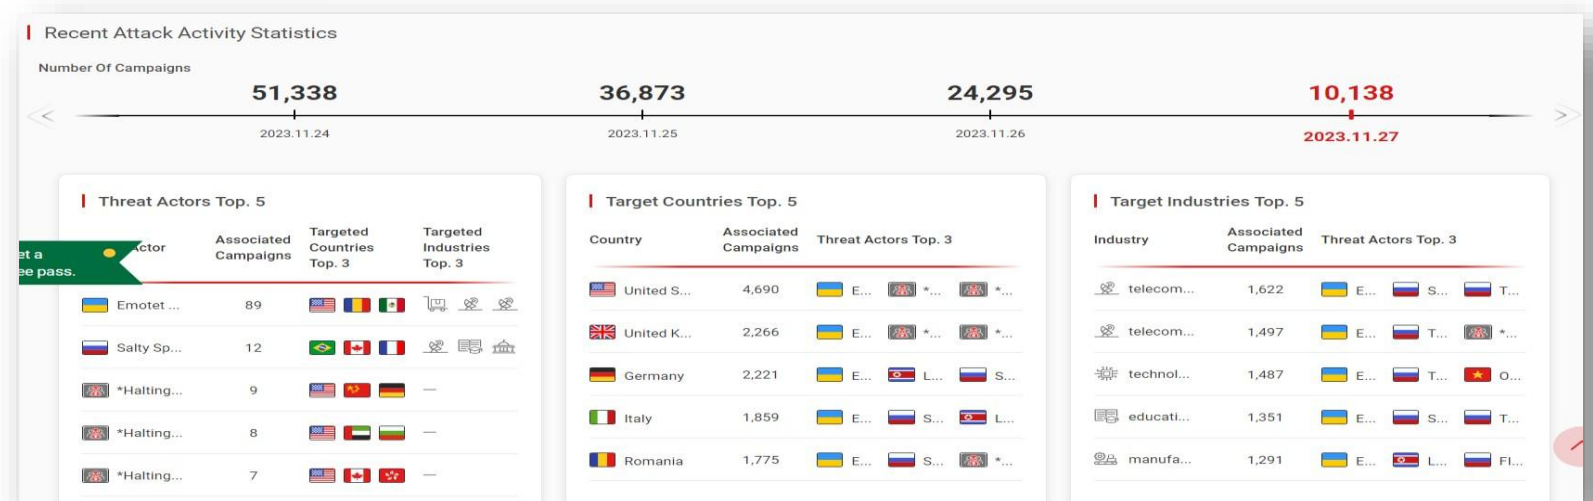 Recent Attack Activity Statistics
Number Of Campaigns
51,338 36,873 24,295 10,138
< >
2023.11.24 2023.11.25 2023.11.26 2023.11.27
Threat Actors Top. 5
Actor Associated Campaigns Targeted Countries Top. 3 Targeted Industries Top. 3
et a
ee pass.
Emotet ... 89
Salty Sp... 12 
*Halting... 9 —
*Halting... 8 —
*Halting... 7 —
Target Countries Top. 5
Country Associated Campaigns Threat Actors Top. 3
United S... 4,690 E... *... *...
United K... 2,266 E... *... *...
Germany 2,221 E... L... S...
Italy 1,859 E... S... L...
Romania 1,775 E... S... *...
Target Industries Top. 5
Industry Associated Campaigns Threat Actors Top. 3
telecom... 1,622 E... S... T...
telecom... 1,497 E... T... *...
technol... 1,487 E... T... O...
educati... 1,351 E... S... T...
manufa... 1,291 E... L... FI...